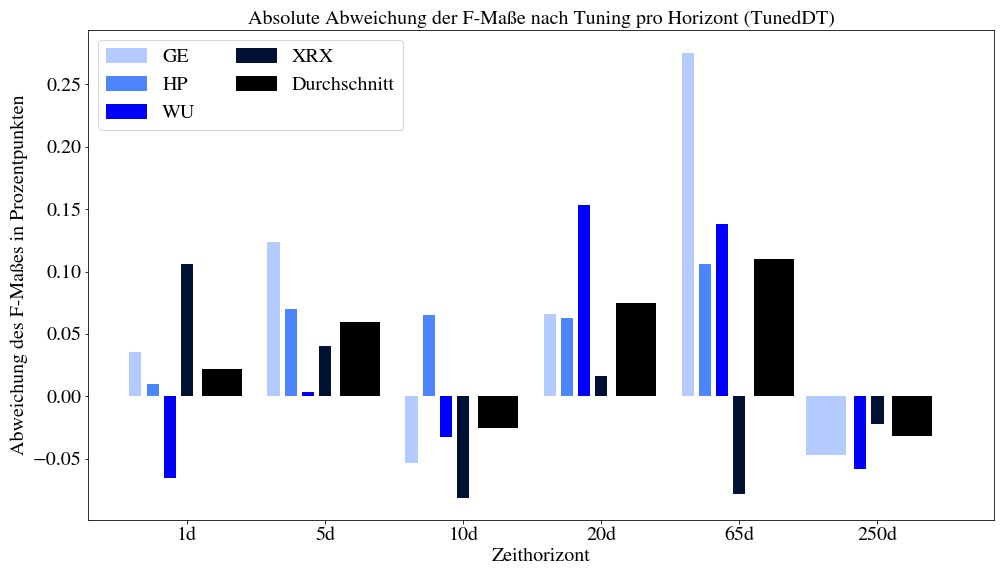 Absolute Abweichung der F-Maße nach Tuning pro Horizont (TunedDT)
GE
HP
WU
XRX
Durchschnitt
Abweichung des F-Maßes in Prozentpunkten
0.25
0.20
0.15
0.10
0.05
0.00
−0.05
1d
5d
10d
20d
65d
250d
Zeithorizont